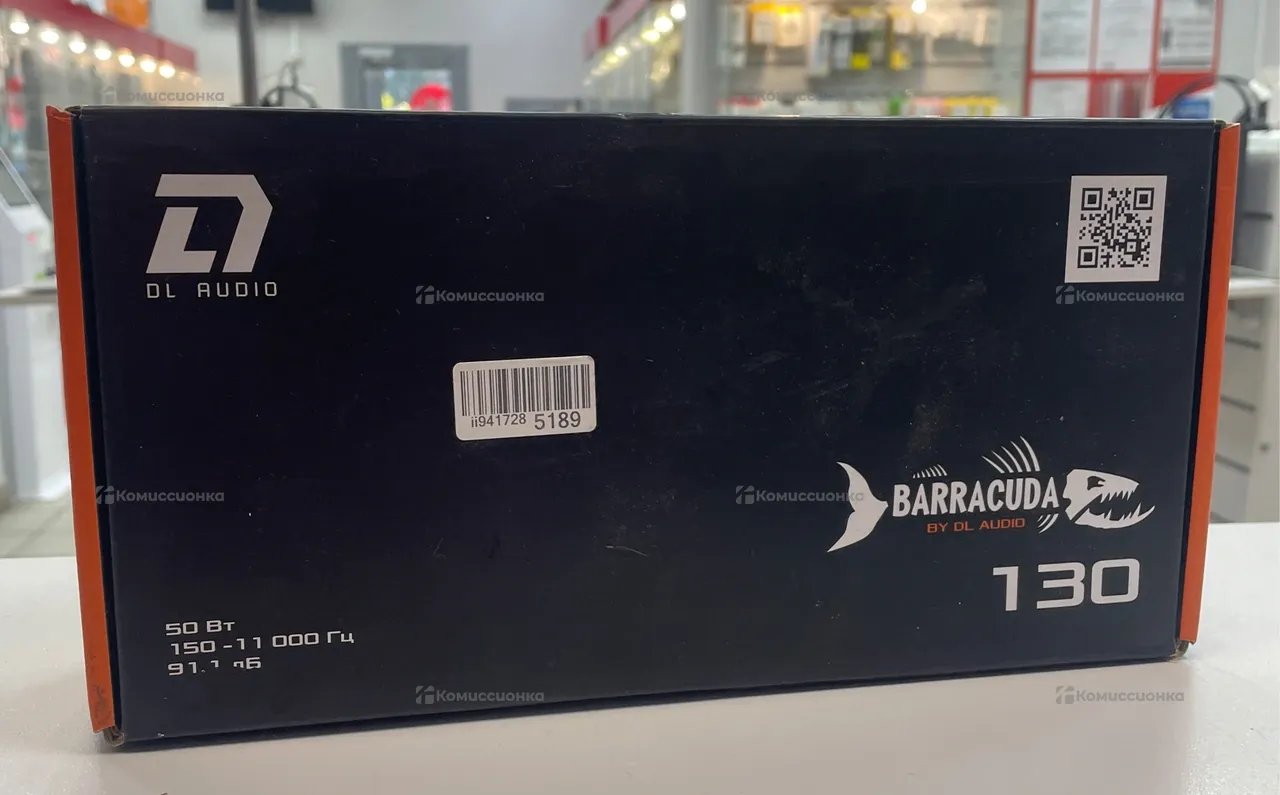 DL AUDIO
ii941728 5189
BARRACUDA
BY DL AUDIO
130
50 Вт
150-11 000 Гц
91.1 дБ
Комиссионка
Комиссионка
Комиссионка
Комиссионка
Комиссионка
Комиссионка
Комиссионка
Комиссионка